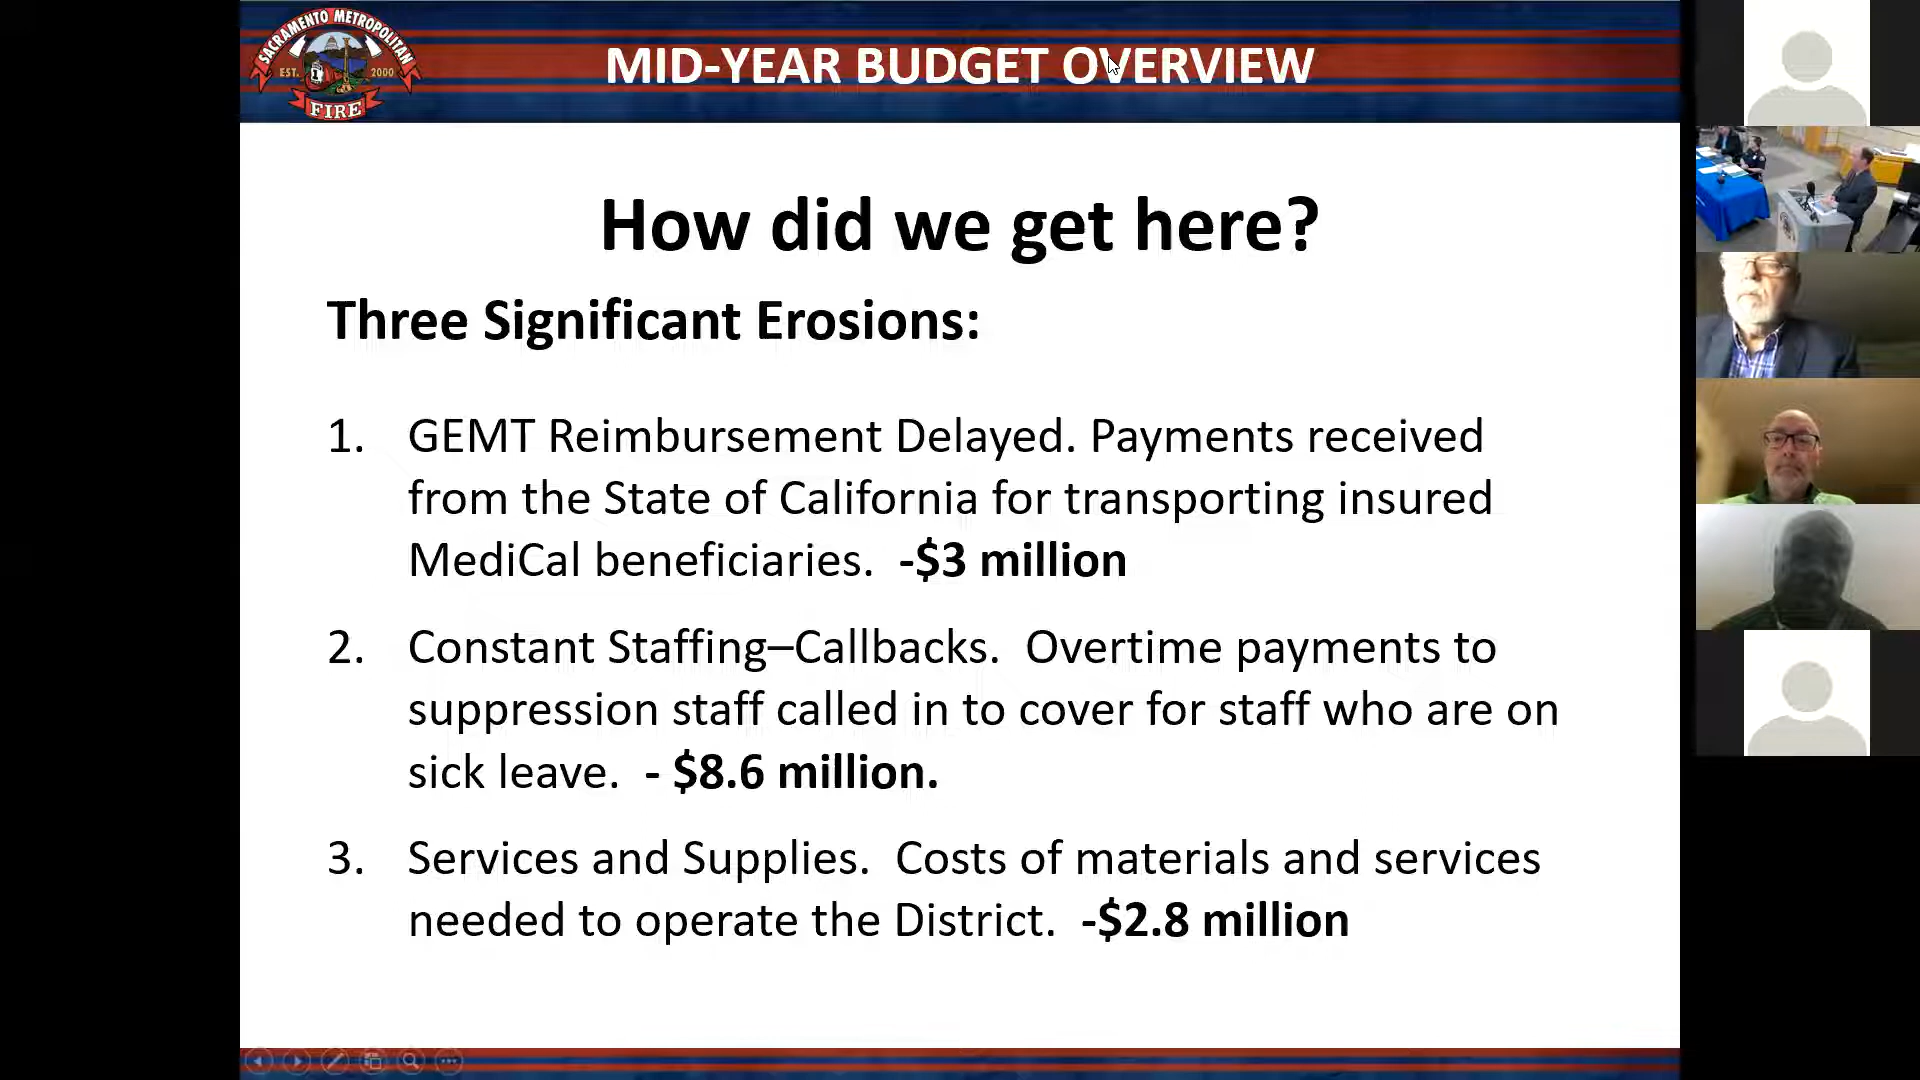 SACRAMENTO METROPOLITAN
EST. 2000
FIRE
MID-YEAR BUDGET OVERVIEW
How did we get here?
Three Significant Erosions:
1. GEMT Reimbursement Delayed. Payments received
from the State of California for transporting insured
MediCal beneficiaries. -$3 million
2. Constant Staffing–Callbacks. Overtime payments to
suppression staff called in to cover for staff who are on
sick leave. - $8.6 million.
3. Services and Supplies. Costs of materials and services
needed to operate the District. -$2.8 million